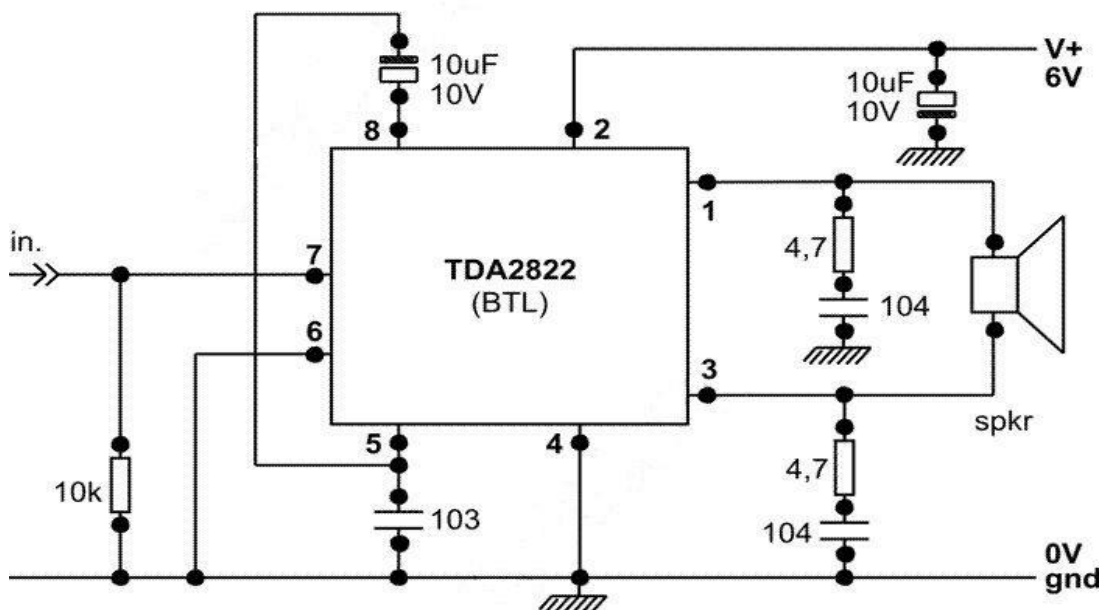 10uF
10V
8
2
V+
6V
10uF
10V
1
in.
7
TDA2822
(BTL)
4,7
104
6
3
5
4
spkr
10k
103
4,7
104
0V
gnd